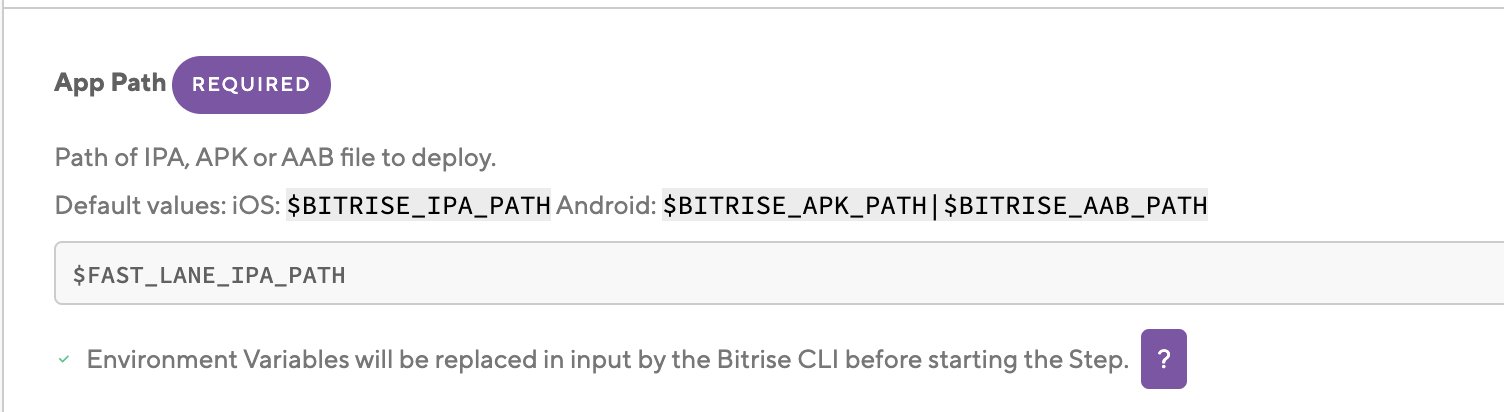 App Path REQUIRED
Path of IPA, APK or AAB file to deploy.
Default values: iOS: $BITRISE_IPA_PATH Android: $BITRISE_APK_PATH|$BITRISE_AAB_PATH
$FAST_LANE_IPA_PATH
Environment Variables will be replaced in input by the Bitrise CLI before starting the Step. ?